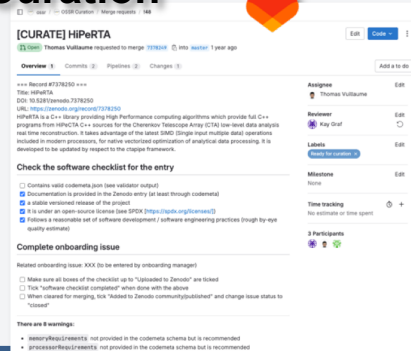 Curation
OSSR Curation › Merge requests › !46
[CURATE] HiPeRTA
Edit
Code
Open Thomas Vuillaume requested to merge 7378249 into master 1 year ago
Overview 1 Commits 2 Pipelines 2 Changes 1
Add a to do
*** Record #7378250 ***
Title: HiPeRTA
DOI: 10.5281/zenodo.7378250
URL: https://zenodo.org/record/7378250
HiPeRTA is a C++ library providing High Performance computing algorithms which provide full C++
programs from HiPeCTA C++ sources for the Cherenkov Telescope Array (CTA) low-level data analysis
real time reconstruction. It takes advantage of the latest SIMD (Single input multiple data) operations
included in modern processors, for native vectorized optimization of analytical data processing. It is
developed to be updated by respect to the ctapipe framework.
Check the software checklist for the entry
Contains valid codemeta.json (see validator output)
Documentation is provided in the Zenodo entry (at least through codemeta)
a stable versioned release of the project
It is under an open-source license (see SPDX [https://spdx.org/licenses/])
Follows a reasonable set of software development / software engineering practices (rough by-eye
quality estimate)
Complete onboarding issue
Related onboarding issue: XXX (to be entered by onboarding manager)
Make sure all boxes of the checklist up to "Uploaded to Zenodo" are ticked
Tick "software checklist completed" when done with the above
When cleared for merging, tick "Added to Zenodo community/published" and change issue status to
"closed"
There are 9 warnings:
memoryRequirements not provided in the codemeta schema but is recommended
processorRequirements not provided in the codemeta schema but is recommended
Assignee
Edit
Thomas Vuillaume
Reviewer
Edit
Kay Graf
Labels
Edit
Ready for curation ×
Milestone
Edit
None
Time tracking
No estimate or time spent
3 Participants